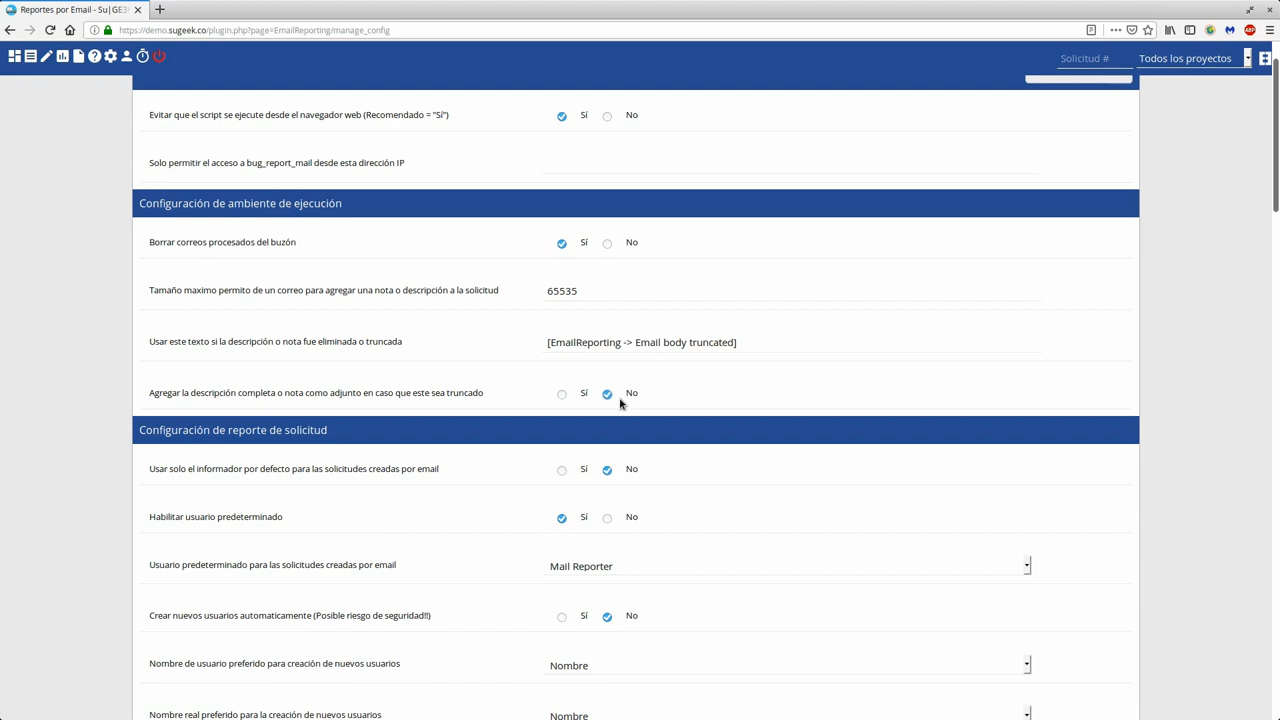 Reportes por Email - Su|GE3
https://demo.sugeek.co/plugin.php?page=EmailReporting/manage_config
Solicitud #
Todos los proyectos
Evitar que el script se ejecute desde el navegador web (Recomendado = "Sí")
Sí
No
Solo permitir el acceso a bug_report_mail desde esta dirección IP
Configuración de ambiente de ejecución
Borrar correos procesados del buzón
Sí
No
Tamaño maximo permito de un correo para agregar una nota o descripción a la solicitud
65535
Usar este texto si la descripción o nota fue eliminada o truncada
[EmailReporting -> Email body truncated]
Agregar la descripción completa o nota como adjunto en caso que este sea truncado
Sí
No
Configuración de reporte de solicitud
Usar solo el informador por defecto para las solicitudes creadas por email
Sí
No
Habilitar usuario predeterminado
Sí
No
Usuario predeterminado para las solicitudes creadas por email
Mail Reporter
Crear nuevos usuarios automaticamente (Posible riesgo de seguridad!!)
Sí
No
Nombre de usuario preferido para creación de nuevos usuarios
Nombre
Nombre real preferido para la creación de nuevos usuarios
Nombre